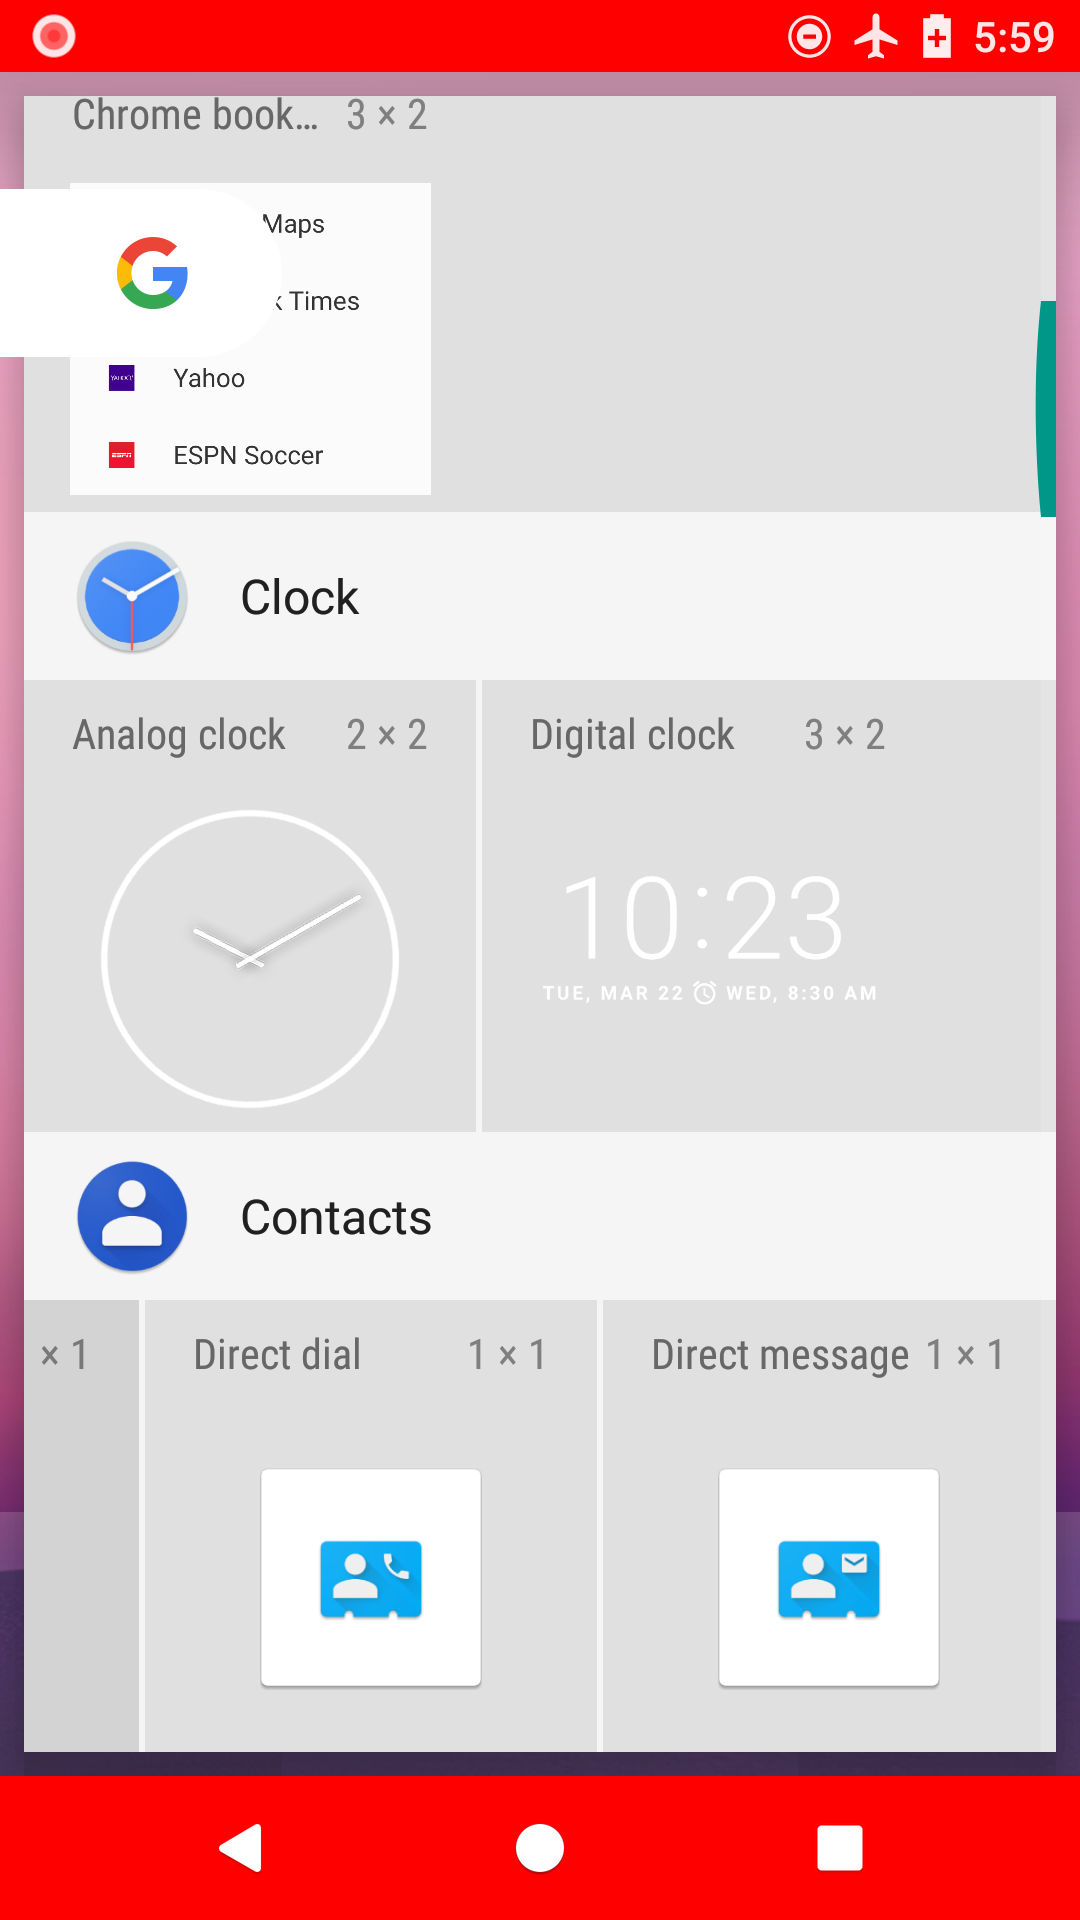 5:59
Chrome book... 3 × 2
Maps
k Times
YAHOO!
Yahoo
ESPN
ESPN Soccer
Clock
Analog clock 2 × 2
Digital clock 3 × 2
10:23
TUE, MAR 22 WED, 8:30 AM
Contacts
× 1
Direct dial 1 × 1
Direct message 1 × 1